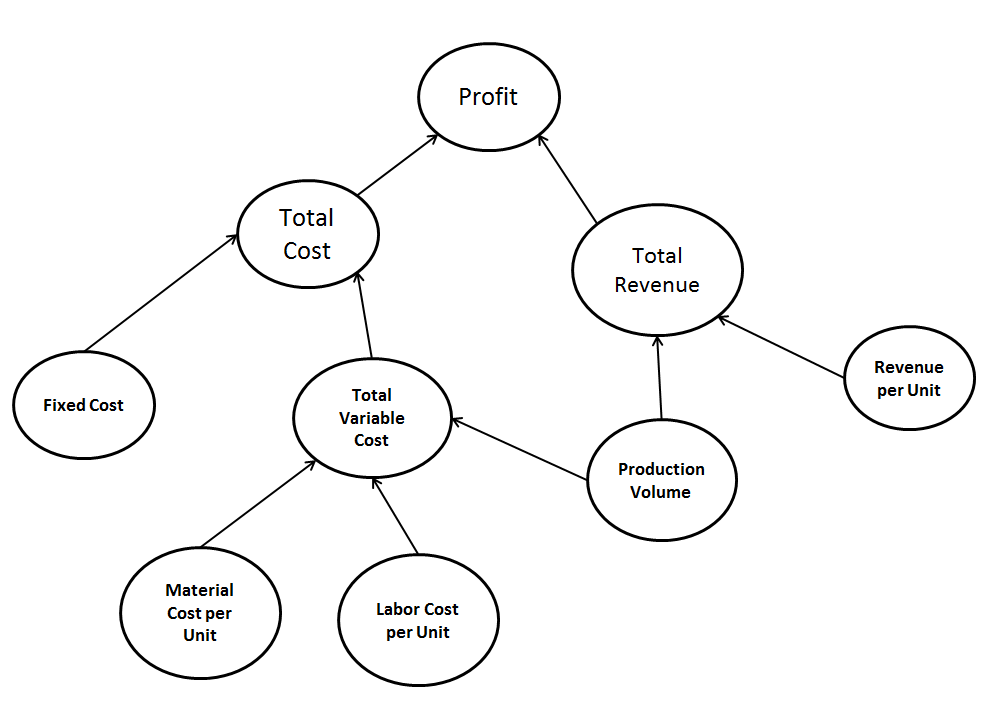 Profit
Total
Cost
Total
Revenue
Fixed Cost
Total
Variable
Cost
Revenue
per Unit
Production
Volume
Material
Cost per
Unit
Labor Cost
per Unit